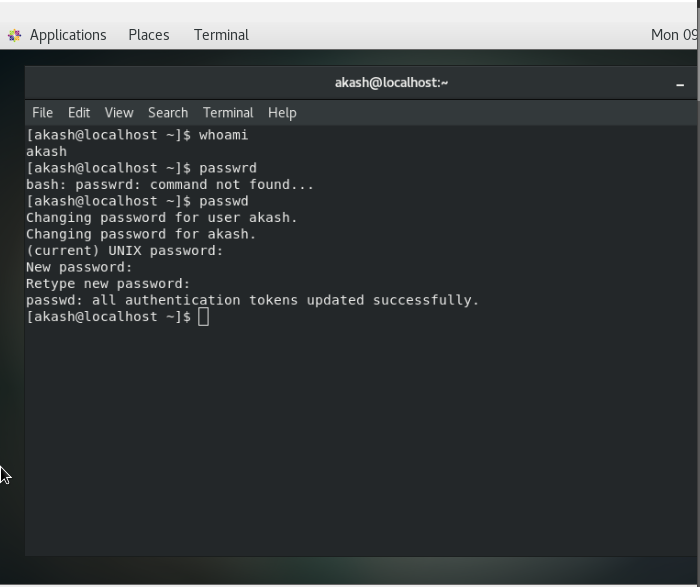 Applications Places Terminal Mon 09
akash@localhost:~
File Edit View Search Terminal Help
[akash@localhost ~]$ whoami
akash
[akash@localhost ~]$ passwrd
bash: passwrd: command not found...
[akash@localhost ~]$ passwd
Changing password for user akash.
Changing password for akash.
(current) UNIX password:
New password:
Retype new password:
passwd: all authentication tokens updated successfully.
[akash@localhost ~]$